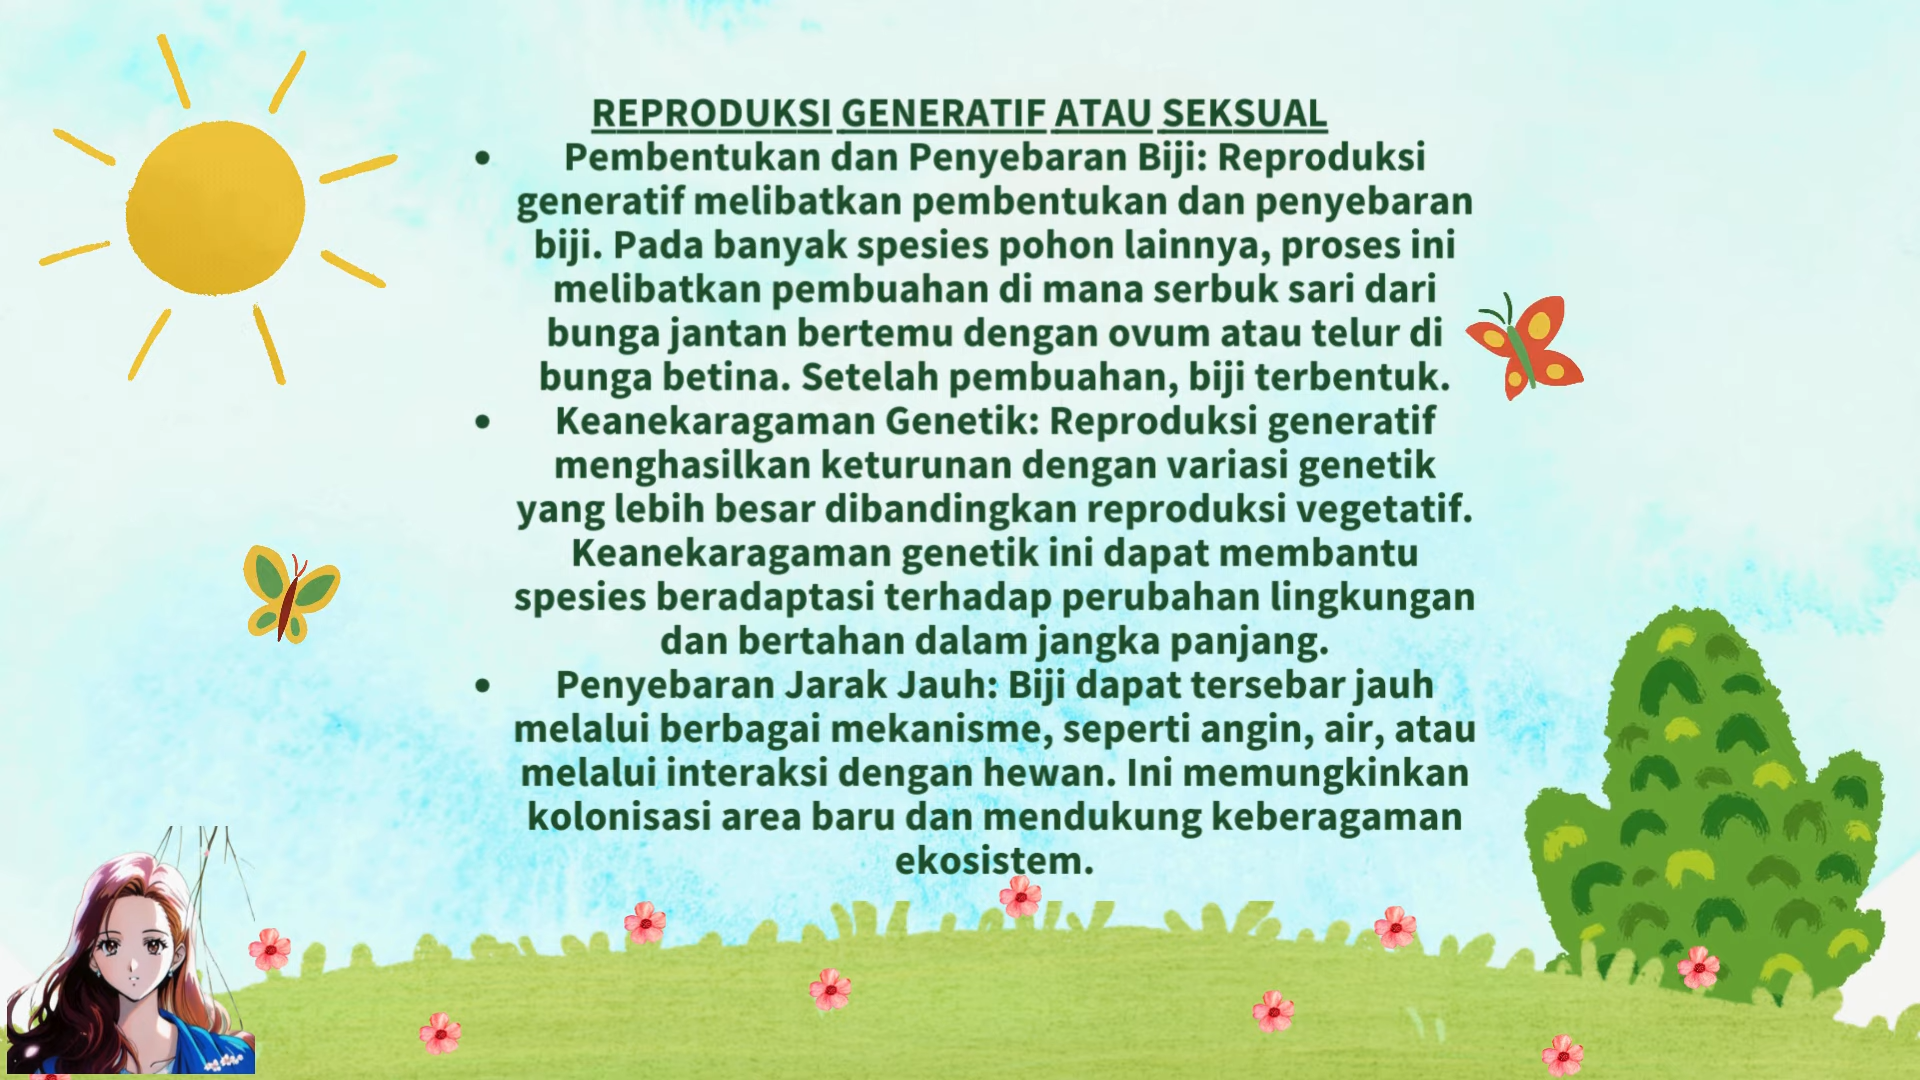 REPRODUKSI GENERATIF ATAU SEKSUAL
• Pembentukan dan Penyebaran Biji: Reproduksi
generatif melibatkan pembentukan dan penyebaran
biji. Pada banyak spesies pohon lainnya, proses ini
melibatkan pembuahan di mana serbuk sari dari
bunga jantan bertemu dengan ovum atau telur di
bunga betina. Setelah pembuahan, biji terbentuk.
• Keanekaragaman Genetik: Reproduksi generatif
menghasilkan keturunan dengan variasi genetik
yang lebih besar dibandingkan reproduksi vegetatif.
Keanekaragaman genetik ini dapat membantu
spesies beradaptasi terhadap perubahan lingkungan
dan bertahan dalam jangka panjang.
• Penyebaran Jarak Jauh: Biji dapat tersebar jauh
melalui berbagai mekanisme, seperti angin, air, atau
melalui interaksi dengan hewan. Ini memungkinkan
kolonisasi area baru dan mendukung keberagaman
ekosistem.